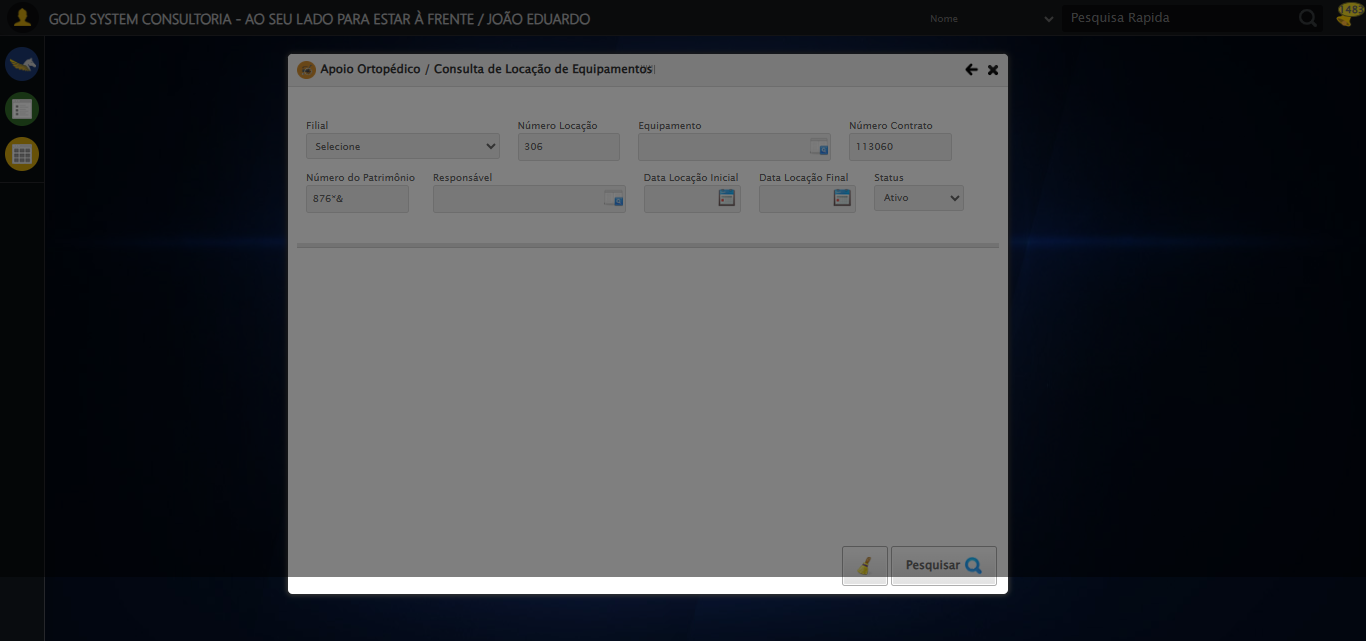 GOLD SYSTEM CONSULTORIA - AO SEU LADO PARA ESTAR À FRENTE / JOÃO EDUARDO
Nome
Pesquisa Rapida
1483
Apoio Ortopédico / Consulta de Locação de Equipamentos
Filial
Número Locação
Equipamento
Número Contrato
Selecione
306
113060
Número do Patrimônio
Responsável
Data Locação Inicial
Data Locação Final
Status
876"&
Ativo
Pesquisar